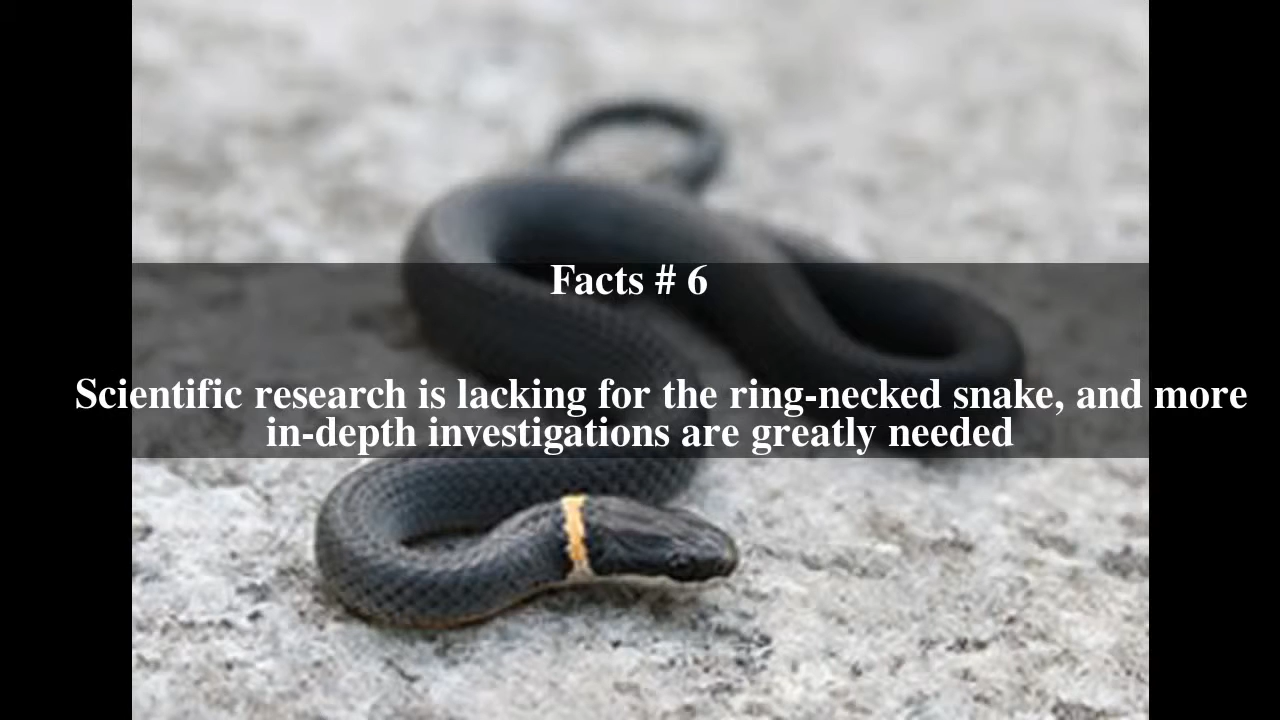 Facts # 6
Scientific research is lacking for the ring-necked snake, and more
in-depth investigations are greatly needed